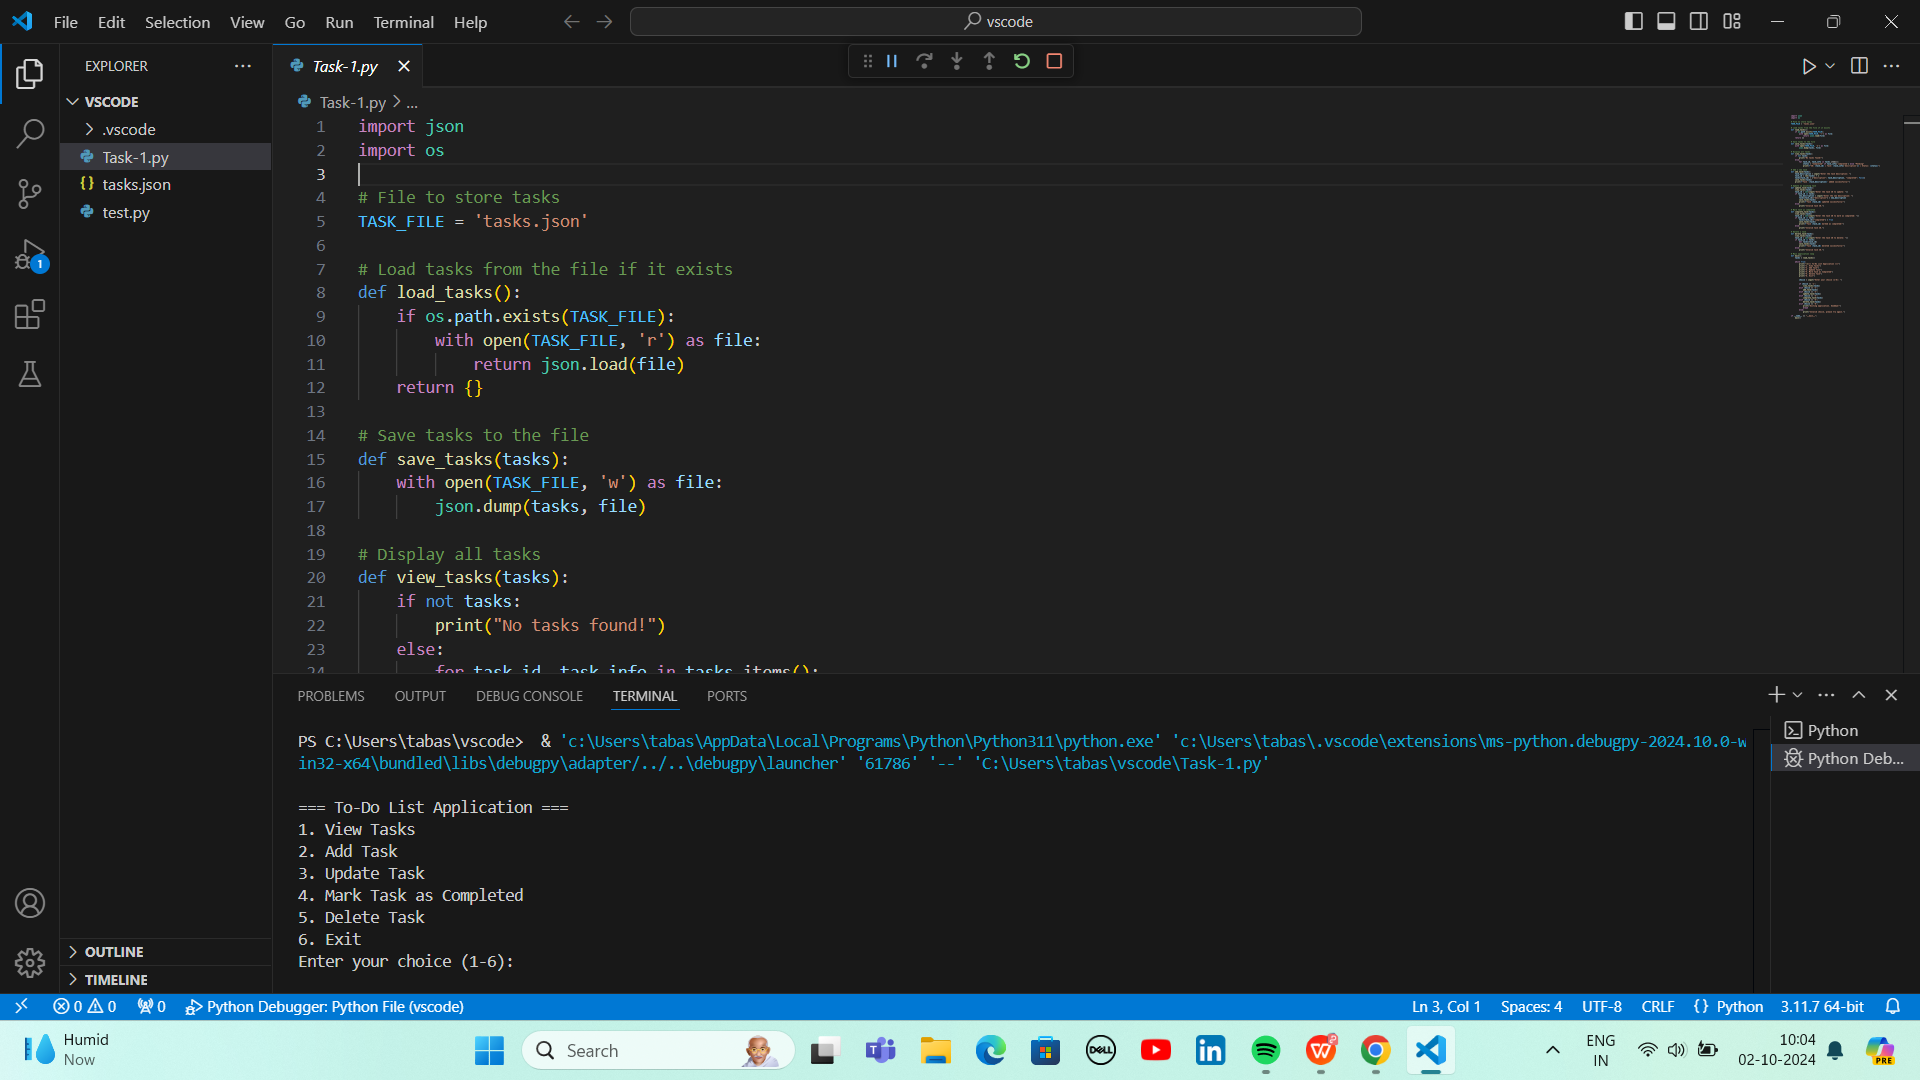 File Edit Selection View Go Run Terminal Help
vscode
EXPLORER
VSCODE
.vscode
Task-1.py
tasks.json
test.py
OUTLINE
TIMELINE
Task-1.py
Task-1.py > ...
1 import json
2 import os
3
4 # File to store tasks
5 TASK_FILE = 'tasks.json'
6
7 # Load tasks from the file if it exists
8 def load_tasks():
9 if os.path.exists(TASK_FILE):
10 with open(TASK_FILE, 'r') as file:
11 return json.load(file)
12 return {}
13
14 # Save tasks to the file
15 def save_tasks(tasks):
16 with open(TASK_FILE, 'w') as file:
17 json.dump(tasks, file)
18
19 # Display all tasks
20 def view_tasks(tasks):
21 if not tasks:
22 print("No tasks found!")
23 else:
24 for task_id, task_info in tasks.items():
PROBLEMS OUTPUT DEBUG CONSOLE TERMINAL PORTS
PS C:\Users\tabas\vscode> & 'c:\Users\tabas\AppData\Local\Programs\Python\Python311\python.exe' 'c:\Users\tabas\.vscode\extensions\ms-python.debugpy-2024.10.0-w
in32-x64\bundled\libs\debugpy\adapter/../..\debugpy\launcher' '61786' '--' 'C:\Users\tabas\vscode\Task-1.py'
=== To-Do List Application ===
1. View Tasks
2. Add Task
3. Update Task
4. Mark Task as Completed
5. Delete Task
6. Exit
Enter your choice (1-6):
Python
Python Deb...
1
0 0 0 Python Debugger: Python File (vscode)
Ln 3, Col 1 Spaces: 4 UTF-8 CRLF {} Python 3.11.7 64-bit
Humid
Now
Search
DELL
ENG
IN
10:04
02-10-2024
PRE